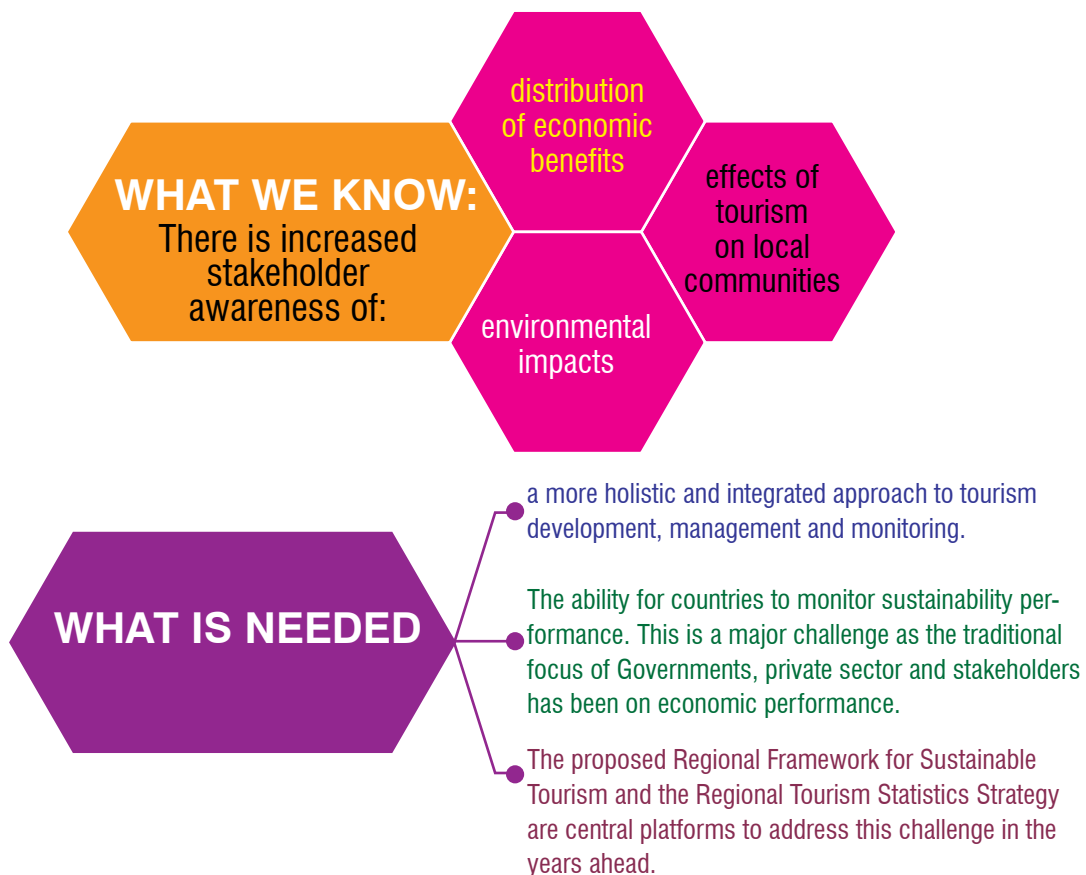 WHAT WE KNOW:
There is increased
stakeholder
awareness of:
distribution
of economic
benefits
effects of
tourism
on local
communities
environmental
impacts
WHAT IS NEEDED
a more holistic and integrated approach to tourism
development, management and monitoring.
The ability for countries to monitor sustainability per-
formance. This is a major challenge as the traditional
focus of Governments, private sector and stakeholders
has been on economic performance.
The proposed Regional Framework for Sustainable
Tourism and the Regional Tourism Statistics Strategy
are central platforms to address this challenge in the
years ahead.